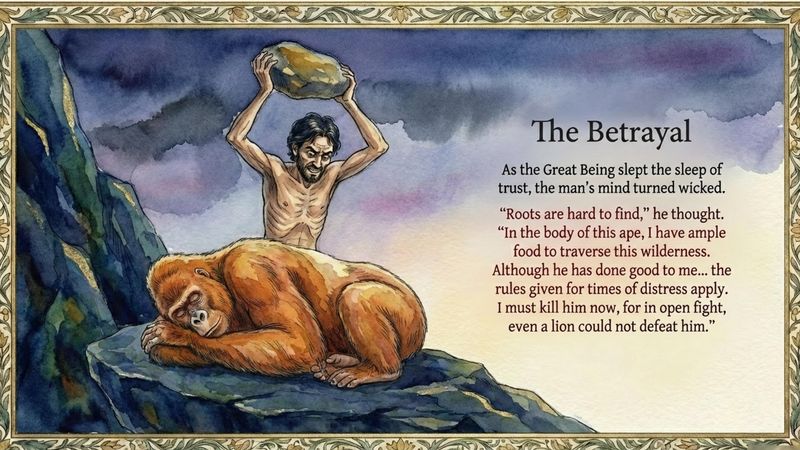 The Betrayal
As the Great Being slept the sleep of
trust, the man’s mind turned wicked.
“Roots are hard to find,” he thought.
“In the body of this ape, I have ample
food to traverse this wilderness.
Although he has done good to me... the
rules given for times of distress apply.
I must kill him now, for in open fight,
even a lion could not defeat him.”